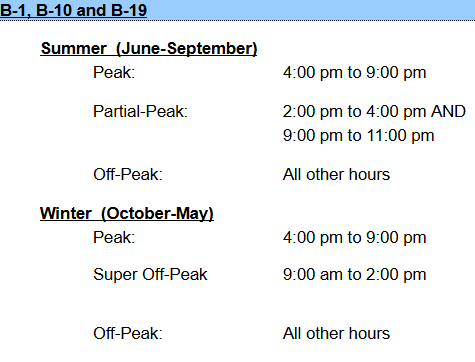 B-1, B-10 and B-19
Summer (June-September)
Peak: 4:00 pm to 9:00 pm
Partial-Peak: 2:00 pm to 4:00 pm AND
9:00 pm to 11:00 pm
Off-Peak: All other hours
Winter (October-May)
Peak: 4:00 pm to 9:00 pm
Super Off-Peak 9:00 am to 2:00 pm
Off-Peak: All other hours